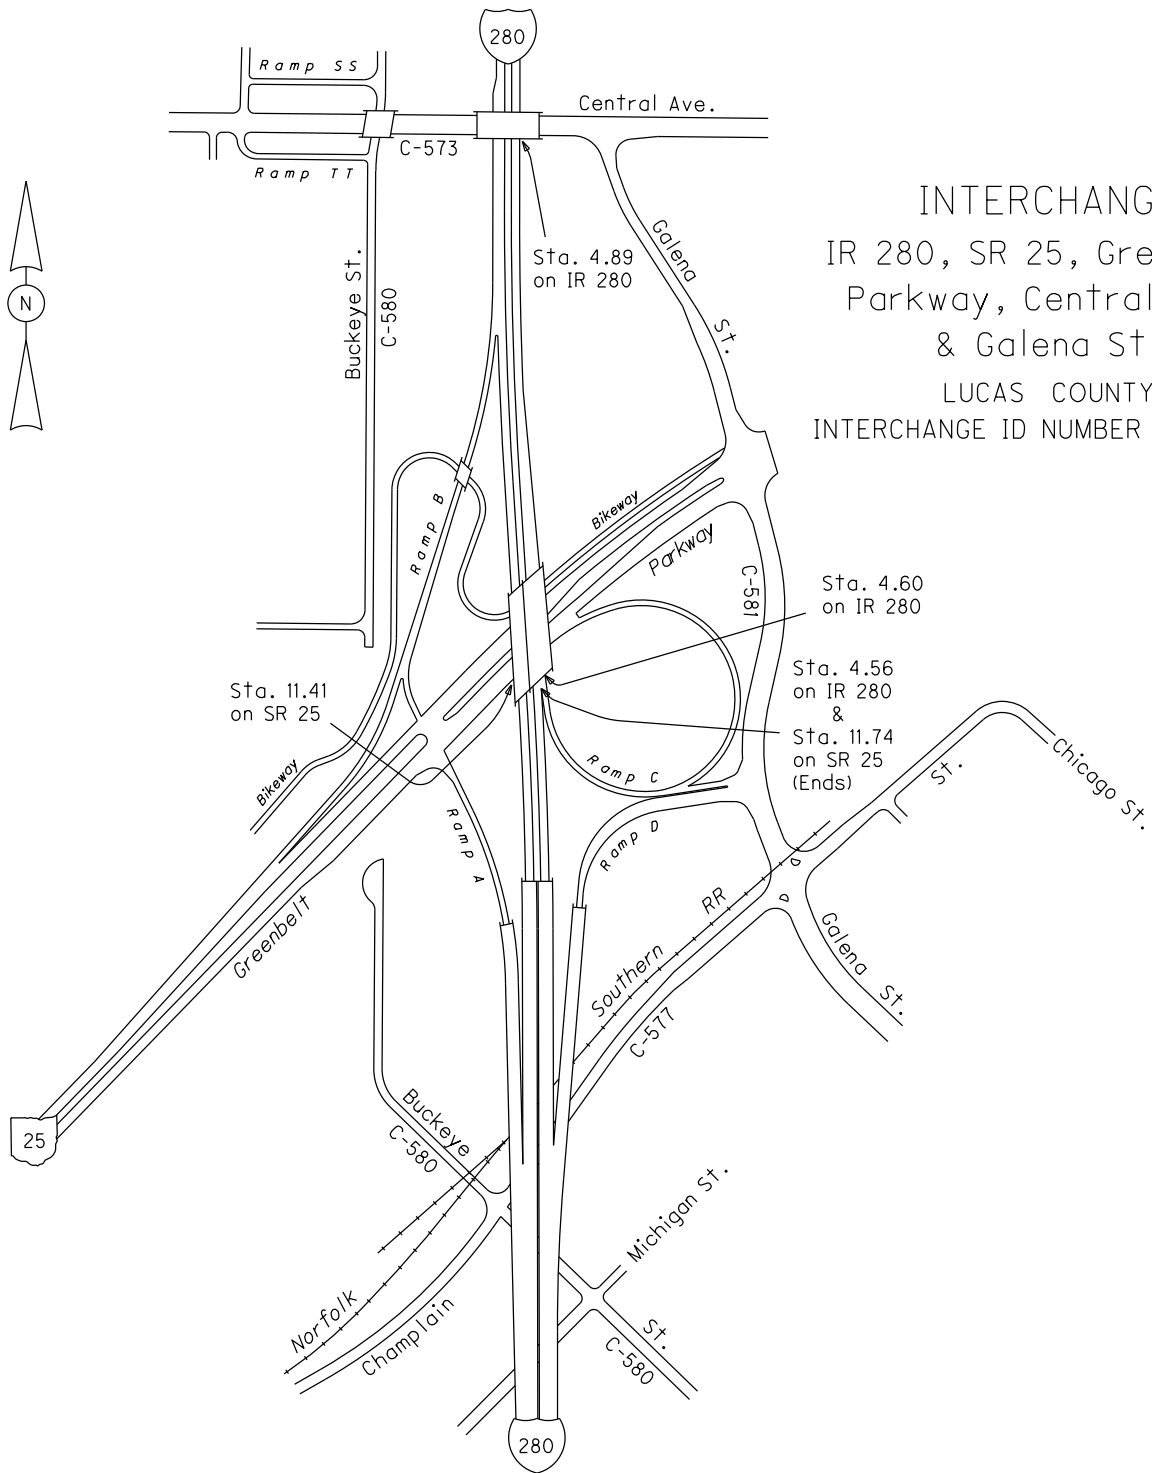 280
Ramp SS
Central Ave.
C-573
Ramp TT
N
Buckeye St.
C-580
Sta. 4.89
on IR 280
Galena
St.
INTERCHANG
IR 280, SR 25, Gre
Parkway, Central
& Galena St
LUCAS COUNTY
INTERCHANGE ID NUMBER
Ramp B
Bikeway
Parkway
C-581
Sta. 4.60
on IR 280
Sta. 11.41
on SR 25
Sta. 4.56
on IR 280
&
Sta. 11.74
on SR 25
(Ends)
Bikeway
Ramp C
Chicago St.
St.
Ramp A
Ramp D
Greenbelt
Southern RR
Galena St.
C-577
25
Buckeye
C-580
Michigan St.
Norfolk
Champlain
St.
C-580
280